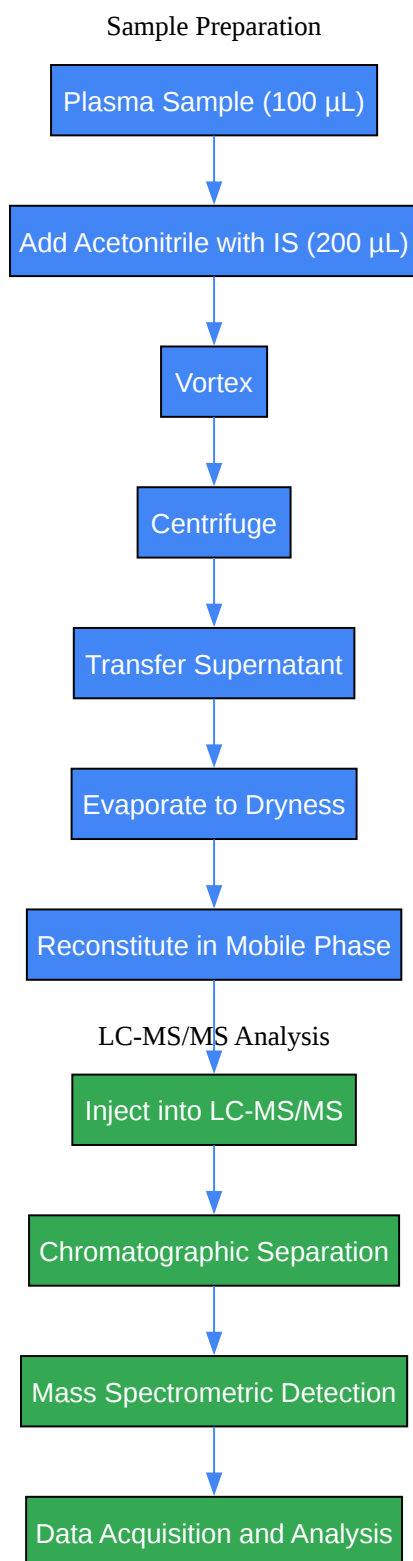 Sample Preparation
Plasma Sample (100 µL)
Add Acetonitrile with IS (200 µL)
Vortex
Centrifuge
Transfer Supernatant
Evaporate to Dryness
Reconstitute in Mobile Phase
LC-MS/MS Analysis
Inject into LC-MS/MS
Chromatographic Separation
Mass Spectrometric Detection
Data Acquisition and Analysis